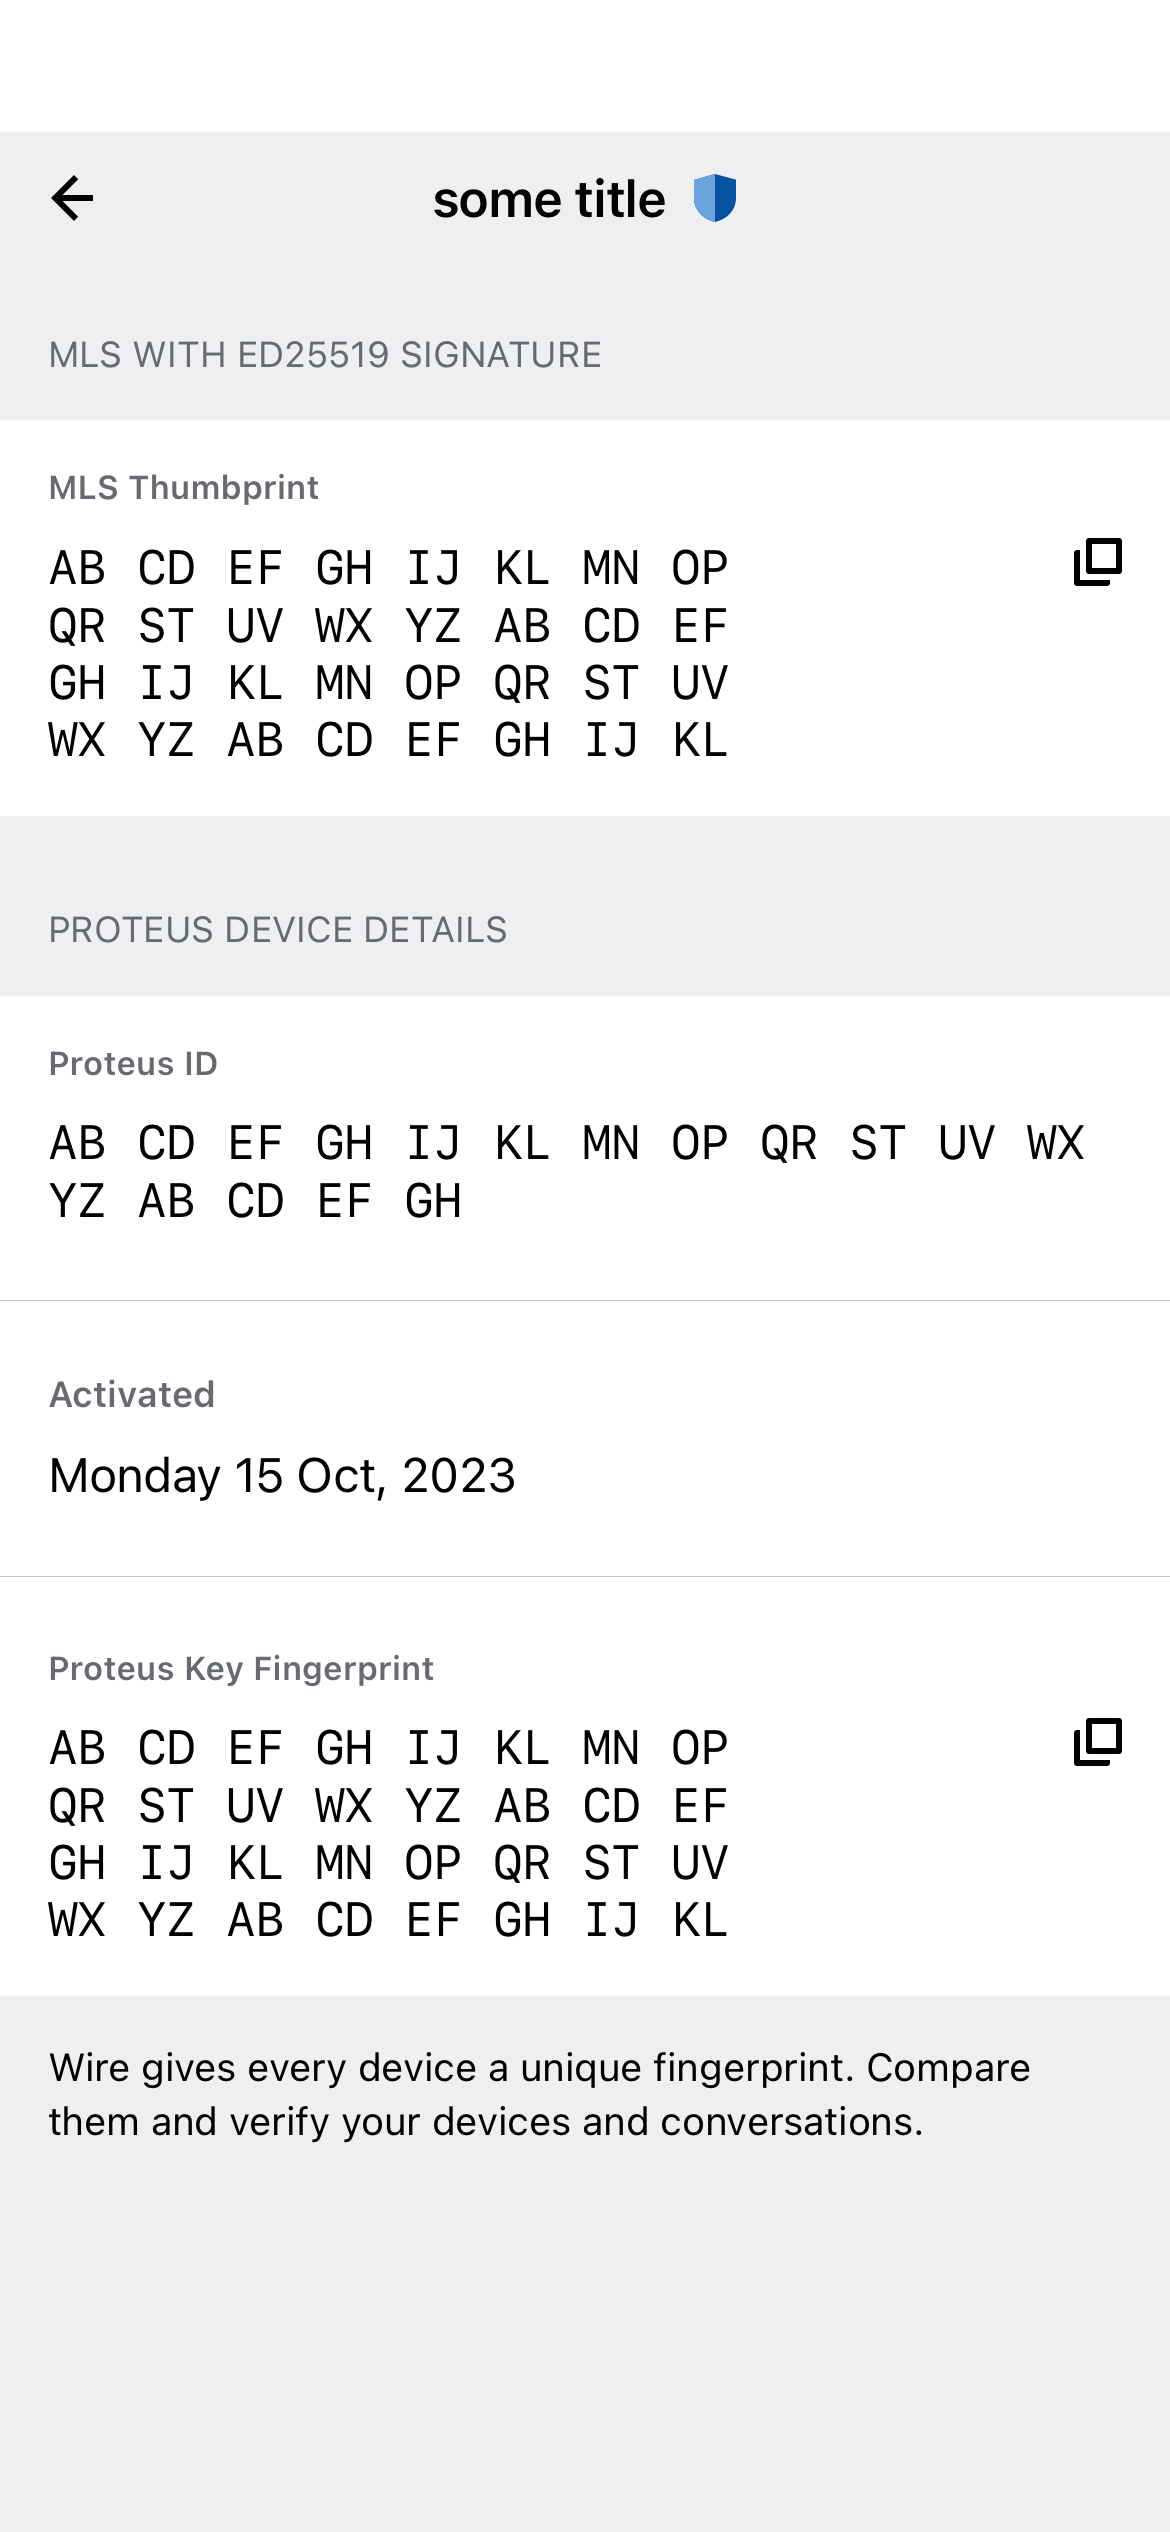 some title
MLS WITH ED25519 SIGNATURE
MLS Thumbprint
AB CD EF GH IJ KL MN OP
QR ST UV WX YZ AB CD EF
GH IJ KL MN OP QR ST UV
WX YZ AB CD EF GH IJ KL
PROTEUS DEVICE DETAILS
Proteus ID
AB CD EF GH IJ KL MN OP QR ST UV WX
YZ AB CD EF GH
Activated
Monday 15 Oct, 2023
Proteus Key Fingerprint
AB CD EF GH IJ KL MN OP
QR ST UV WX YZ AB CD EF
GH IJ KL MN OP QR ST UV
WX YZ AB CD EF GH IJ KL
Wire gives every device a unique fingerprint. Compare
them and verify your devices and conversations.